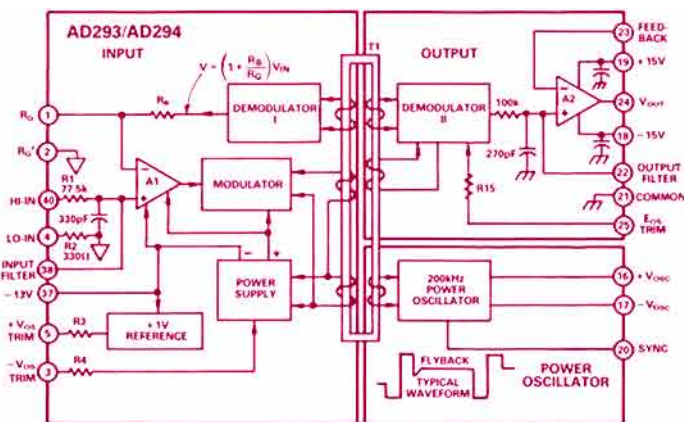 AD293/AD294
INPUT
V = (1 + RB/RG) VIN
RG
1
RG'
2
R1
77.5k
HI-IN
40
330pF
LO-IN
4
R2
330Ω
INPUT
FILTER
38
-13V
37
+VOS
TRIM
5
R3
-VOS
TRIM
3
R4
A1
DEMODULATOR
I
MODULATOR
- +
POWER
SUPPLY
+1V
REFERENCE
T1
OUTPUT
DEMODULATOR
II
100k
270pF
R15
A2
23
FEED-
BACK
19
+15V
24
VOUT
18
-15V
22
OUTPUT
FILTER
21
COMMON
25
EOS
TRIM
200kHz
POWER
OSCILLATOR
16
+VOSC
17
-VOSC
20
SYNC
FLYBACK
TYPICAL
WAVEFORM
POWER
OSCILLATOR